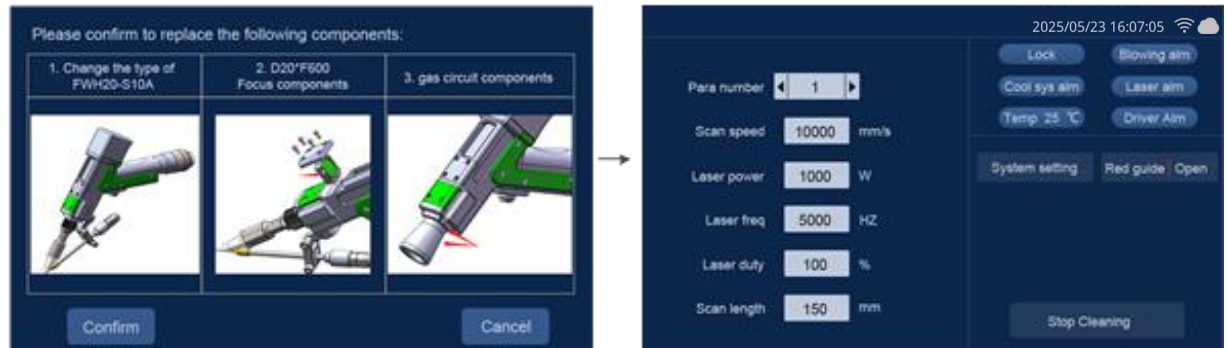 Please confirm to replace the following components:
1. Change the type of
FWH20-S10A
2. D20*F600
Focus components
3. gas circuit components
Confirm
Cancel
2025/05/23 16:07:05
Lock
Blowing alm
Cool sys alm
Laser alm
Temp 25 ℃
Driver Alm
Para number 1
Scan speed 10000 mm/s
Laser power 1000 W
Laser freq 5000 HZ
Laser duty 100 %
Scan length 150 mm
System setting
Red guide Open
Stop Cleaning